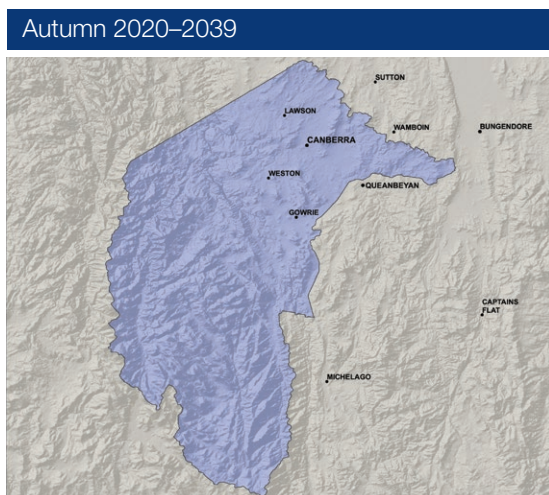 Autumn 2020–2039
SUTTON
LAWSON
WAMBOIN
BUNGENDORE
CANBERRA
WESTON
QUEANBEYAN
GOWRIE
CAPTAINS
FLAT
MICHELAGO